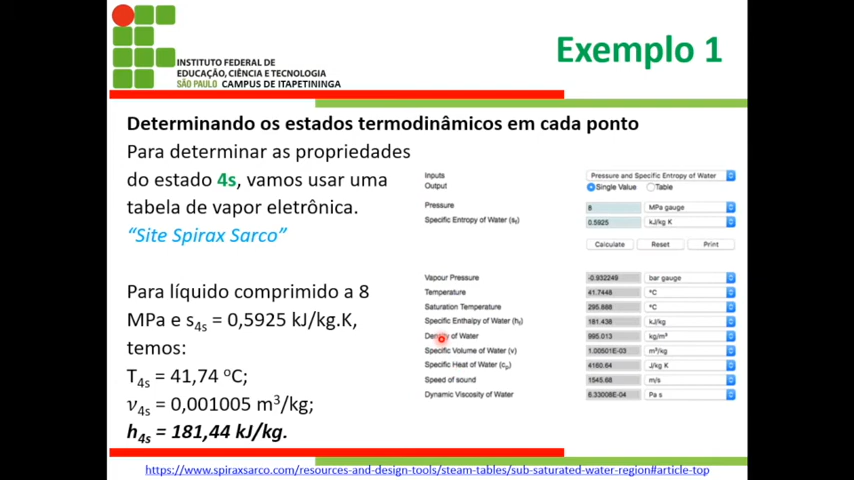 INSTITUTO FEDERAL DE
EDUCAÇÃO, CIÊNCIA E TECNOLOGIA
SÃO PAULO CAMPUS DE ITAPETININGA
Exemplo 1
Determinando os estados termodinâmicos em cada ponto
Para determinar as propriedades
do estado 4s, vamos usar uma
tabela de vapor eletrônica.
“Site Spirax Sarco”
Para líquido comprimido a 8
MPa e s4s = 0,5925 kJ/kg.K,
temos:
T4s = 41,74 ºC;
ν4s = 0,001005 m³/kg;
h4s = 181,44 kJ/kg.
Inputs Pressure and Specific Entropy of Water
Output Single Value Table
Pressure 8 MPa gauge
Specific Entropy of Water (sf) 0.5925 kJ/kg K
Calculate Reset Print
Vapour Pressure -0.932249 bar gauge
Temperature 41.7448 °C
Saturation Temperature 295.888 °C
Specific Enthalpy of Water (hf) 181.438 kJ/kg
Density of Water 995.013 kg/m³
Specific Volume of Water (v) 1.00501E-03 m³/kg
Specific Heat of Water (cp) 4160.64 J/kg K
Speed of sound 1545.68 m/s
Dynamic Viscosity of Water 6.33008E-04 Pa s
https://www.spiraxsarco.com/resources-and-design-tools/steam-tables/sub-saturated-water-region#article-top